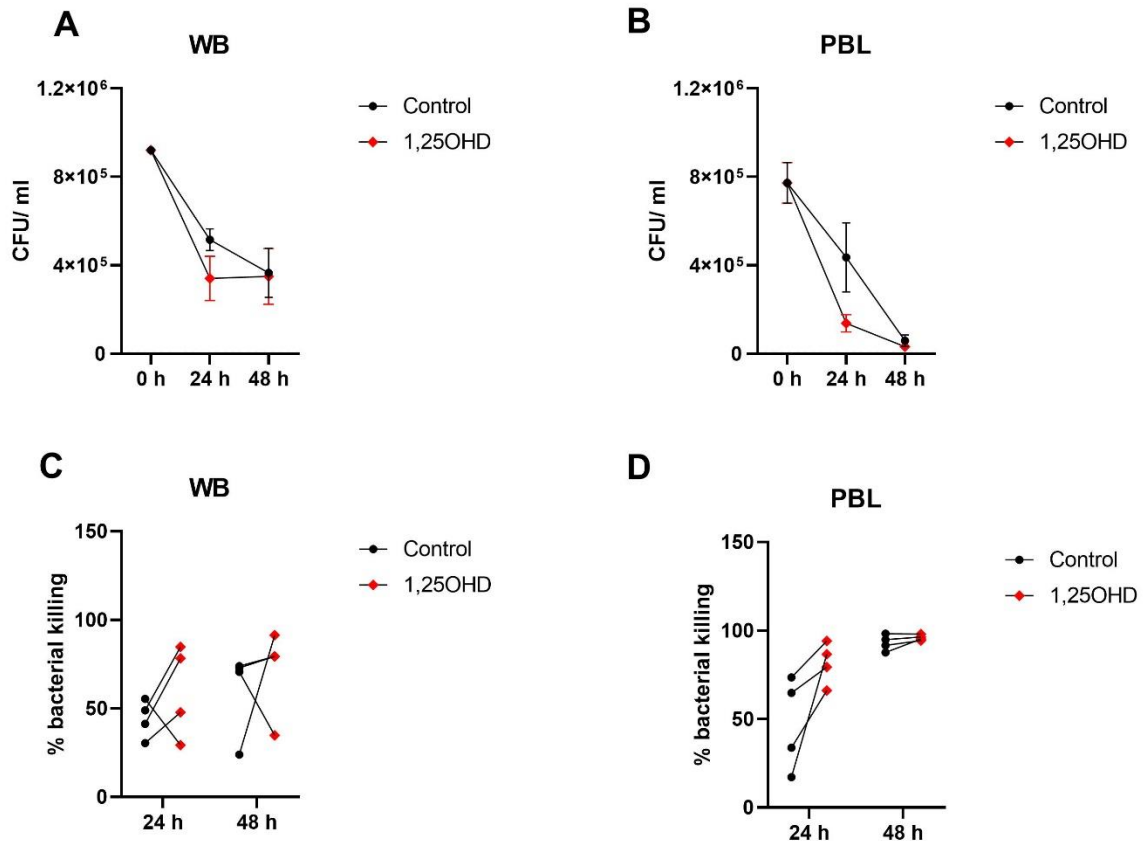 A
WB
CFU/ ml
1.2×10⁶
8×10⁵
4×10⁵
0
0 h 24 h 48 h
Control
1,25OHD
B
PBL
CFU/ ml
1.2×10⁶
8×10⁵
4×10⁵
0
0 h 24 h 48 h
Control
1,25OHD
C
WB
% bacterial killing
150
100
50
0
24 h 48 h
Control
1,25OHD
D
PBL
% bacterial killing
150
100
50
0
24 h 48 h
Control
1,25OHD